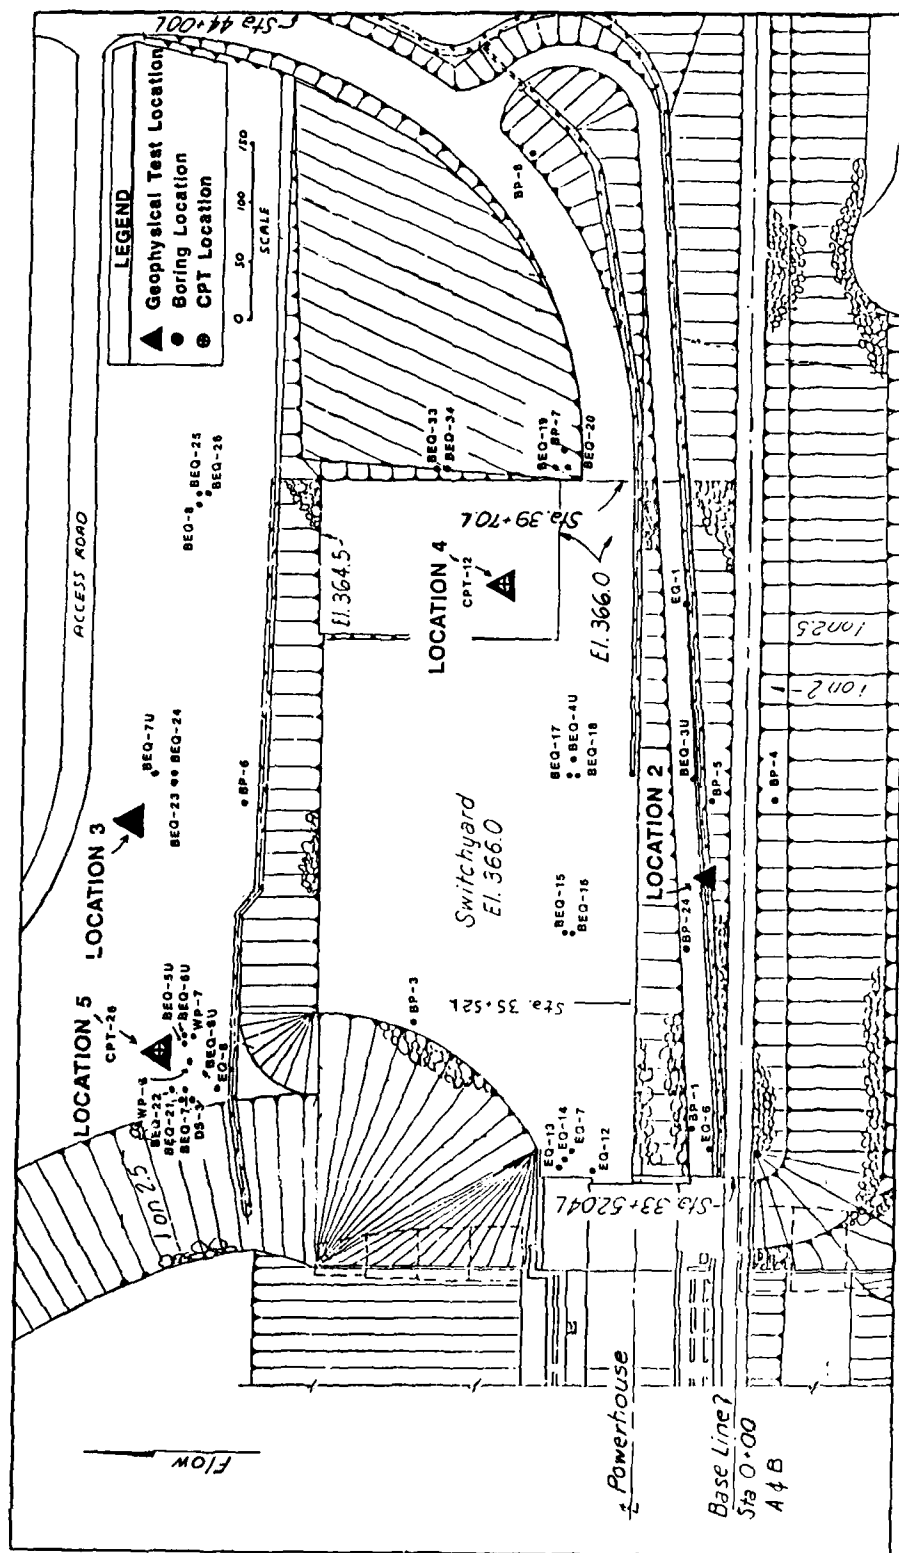 LEGEND
Geophysical Test Location
Boring Location
CPT Location
0 50 100 150
SCALE
Sta 44+00L
ACCESS ROAD
BP-8
BEQ-8
BEQ-25
BEQ-26
BEQ-33
BEQ-34
BEQ-19
BP-7
BEQ-20
Sta. 39+70L
El. 364.5
LOCATION 4
CPT-12
El. 366.0
EQ-1
1 on 2.5
1 on 2
LOCATION 3
BEQ-7U
BEQ-24
BEQ-23
BP-6
BEQ-17
BEQ-4U
BEQ-18
BEQ-3U
BP-5
BP-4
LOCATION 2
Switchyard
El. 366.0
BEQ-15
BEQ-16
BP-24
Sta. 35+52L
BP-3
LOCATION 5
CPT-26
BEQ-5U
BEQ-6U
WP-7
EQ-8
WP-6
BEQ-22
BEQ-21
DS-3
1 on 2.5
EQ-13
EQ-14
EQ-7
EQ-12
BP-1
EQ-6
Sta. 33+52.04L
Flow
Powerhouse
Base Line
Sta 0+00
A & B